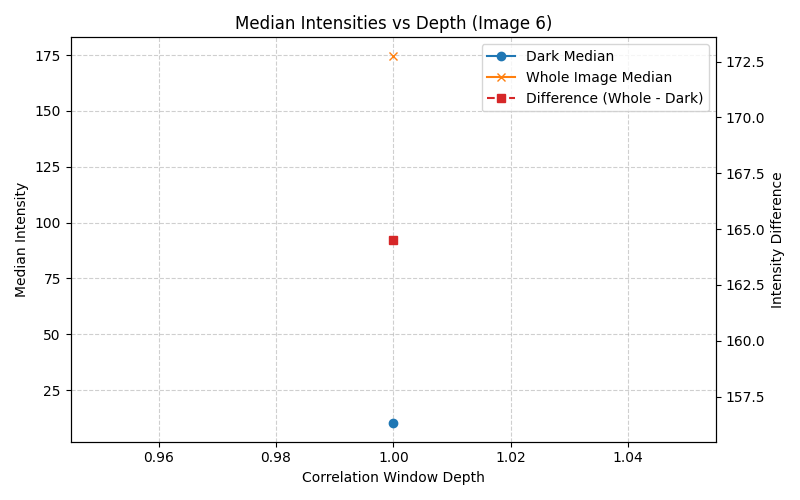 Median Intensities vs Depth (Image 6)
Dark Median
Whole Image Median
Difference (Whole - Dark)
Median Intensity
175
150
125
100
75
50
25
172.5
170.0
167.5
165.0
162.5
160.0
157.5
Intensity Difference
0.96 0.98 1.00 1.02 1.04
Correlation Window Depth